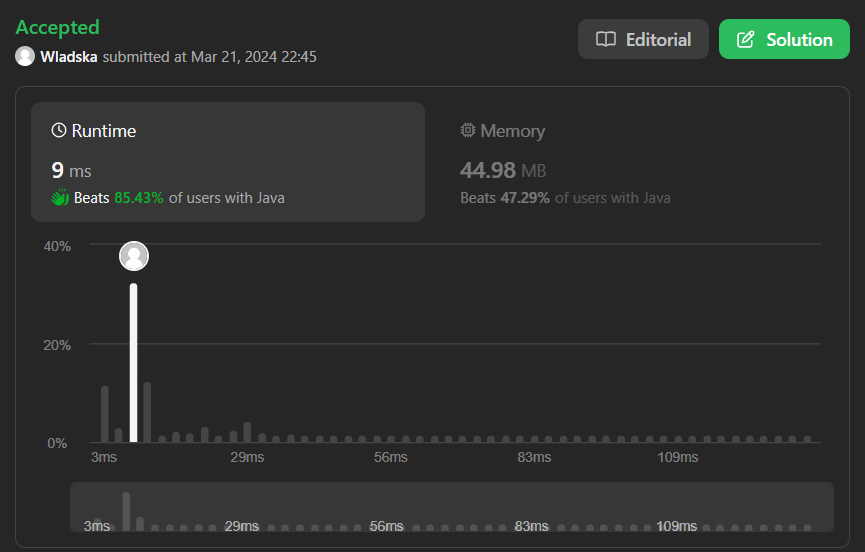 Accepted
Wladska submitted at Mar 21, 2024 22:45
Editorial
Solution
Runtime
9 ms
Beats 85.43% of users with Java
Memory
44.98 MB
Beats 47.29% of users with Java
40%
20%
0%
3ms 29ms 56ms 83ms 109ms
3ms 29ms 56ms 83ms 109ms